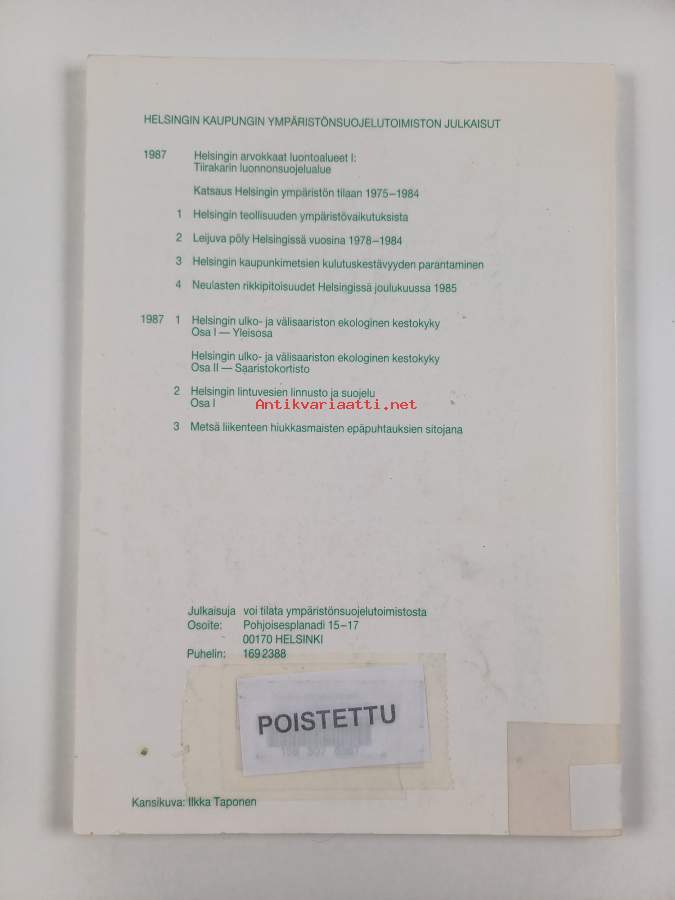 HELSINGIN KAUPUNGIN YMPÄRISTÖNSUOJELUTOIMISTON JULKAISUT
1987 Helsingin arvokkaat luontoalueet I:
Tiirakarin luonnonsuojelualue
Katsaus Helsingin ympäristön tilaan 1975–1984
1 Helsingin teollisuuden ympäristövaikutuksista
2 Leijuva pöly Helsingissä vuosina 1978–1984
3 Helsingin kaupunkimetsien kulutuskestävyyden parantaminen
4 Neulasten rikkipitoisuudet Helsingissä joulukuussa 1985
1987 1 Helsingin ulko- ja välisaariston ekologinen kestokyky
Osa I — Yleisosa
Helsingin ulko- ja välisaariston ekologinen kestokyky
Osa II — Saaristokortisto
2 Helsingin lintuvesien linnusto ja suojelu
Osa I
Antikvariaatti.net
3 Metsä liikenteen hiukkasmaisten epäpuhtauksien sitojana
Julkaisuja voi tilata ympäristönsuojelutoimistosta
Osoite: Pohjoisesplanadi 15–17
00170 HELSINKI
Puhelin: 1692388
POISTETTU
Kansikuva: Ilkka Taponen